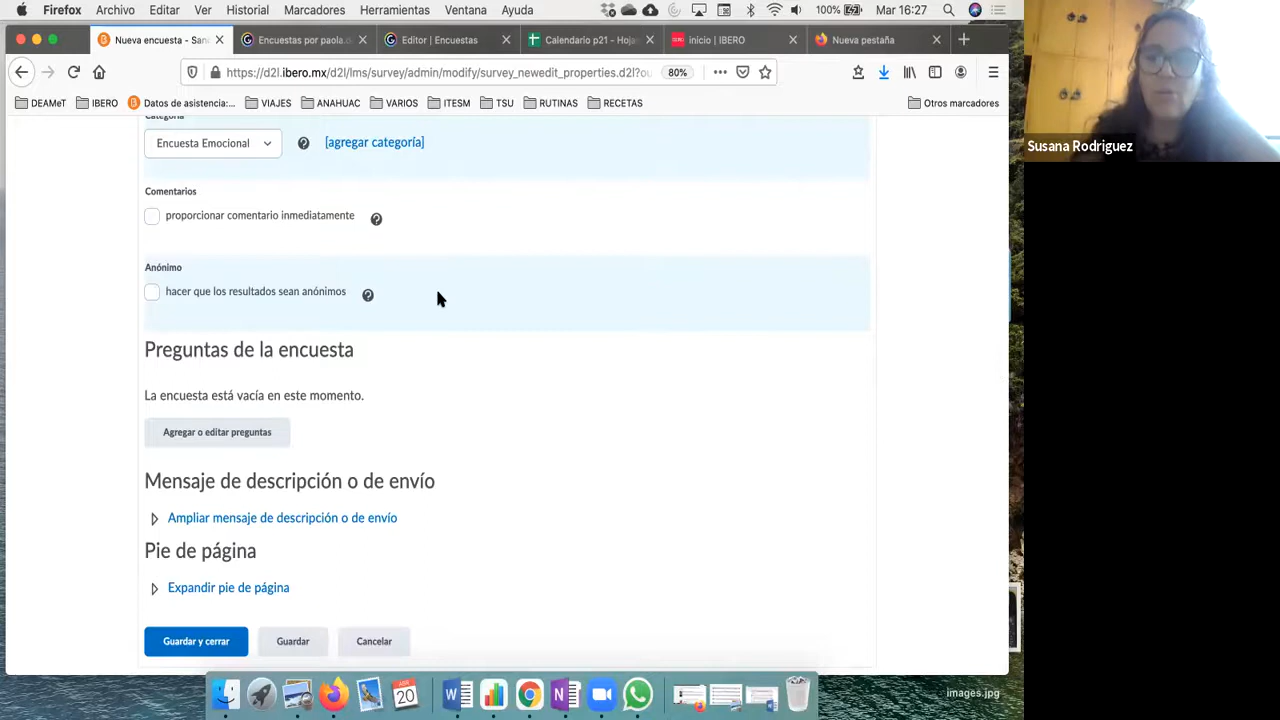 Firefox Archivo Editar Ver Historial Marcadores Herramientas Ventana Ayuda 100% Mar 16:27
Nueva encuesta - San
Encuestas por paola.d
Editor | Encuestas
Calendario p21 - Hoja
inicio | IBERO
Nueva pestaña
https://d2l.ibero.mx/d2l/lms/survey/admin/modify/survey_newedit_properties.d2l?ou 80%
DEAMeT IBERO Datos de asistencia:... VIAJES ANAHUAC VARIOS ITESM TSU RUTINAS RECETAS Otros marcadores
Categoría
Encuesta Emocional [agregar categoría]
Comentarios
proporcionar comentario inmediatamente
Anónimo
hacer que los resultados sean anónimos
Preguntas de la encuesta
La encuesta está vacía en este momento.
Agregar o editar preguntas
Mensaje de descripción o de envío
Ampliar mensaje de descripción o de envío
Pie de página
Expandir pie de página
Guardar y cerrar Guardar Cancelar
20
images.jpg
Susana Rodriguez